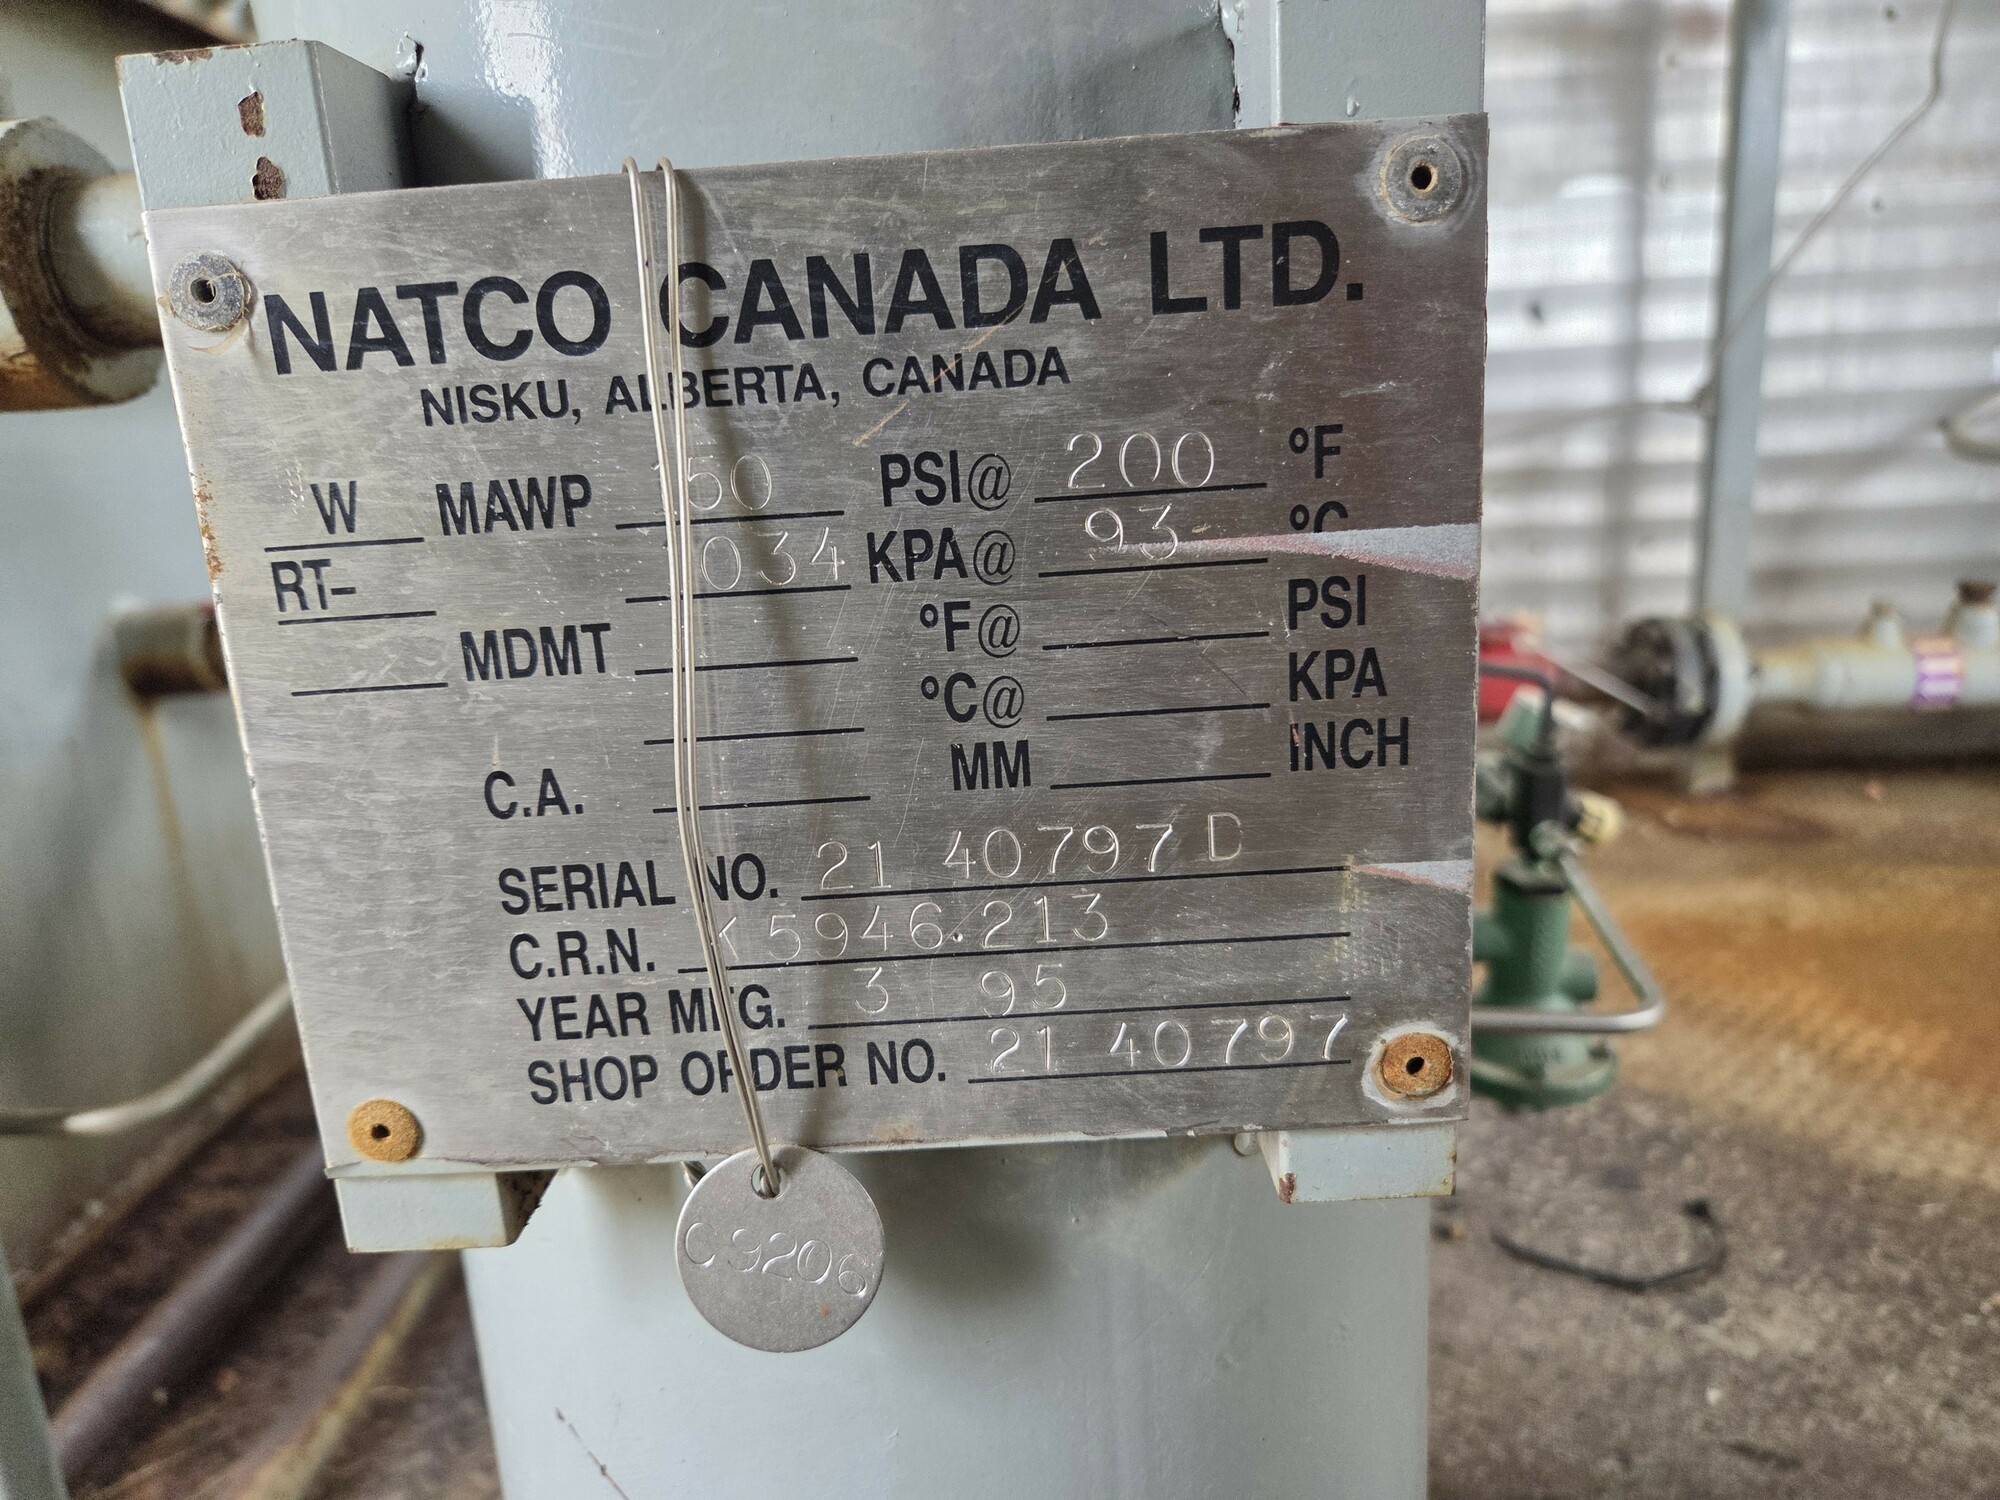 NATCO CANADA LTD.
NISKU, ALBERTA, CANADA
W MAWP 150 PSI@ 200 °F
RT- 034 KPA@ 93 °C
MDMT °F@ PSI
°C@ KPA
C.A. MM INCH
SERIAL NO. 21 40797 D
C.R.N. K5946.213
YEAR MFG. 3 95
SHOP ORDER NO. 21 40797
C9206